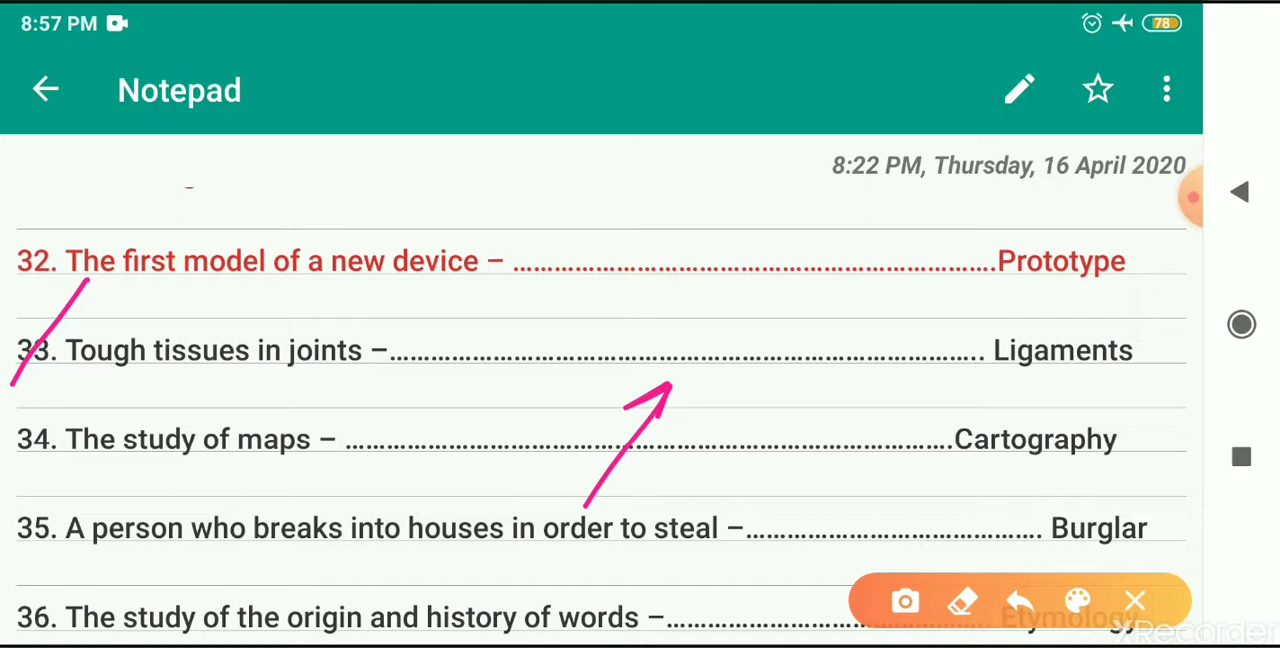 8:57 PM 78
Notepad
8:22 PM, Thursday, 16 April 2020
32. The first model of a new device – ……………………………………………………………….Prototype
33. Tough tissues in joints –…………………………………………………………………………….. Ligaments
34. The study of maps – ……………………………………………………………………………….Cartography
35. A person who breaks into houses in order to steal –……………………………………. Burglar
36. The study of the origin and history of words –…………………………………………. Etymology
XRecorder